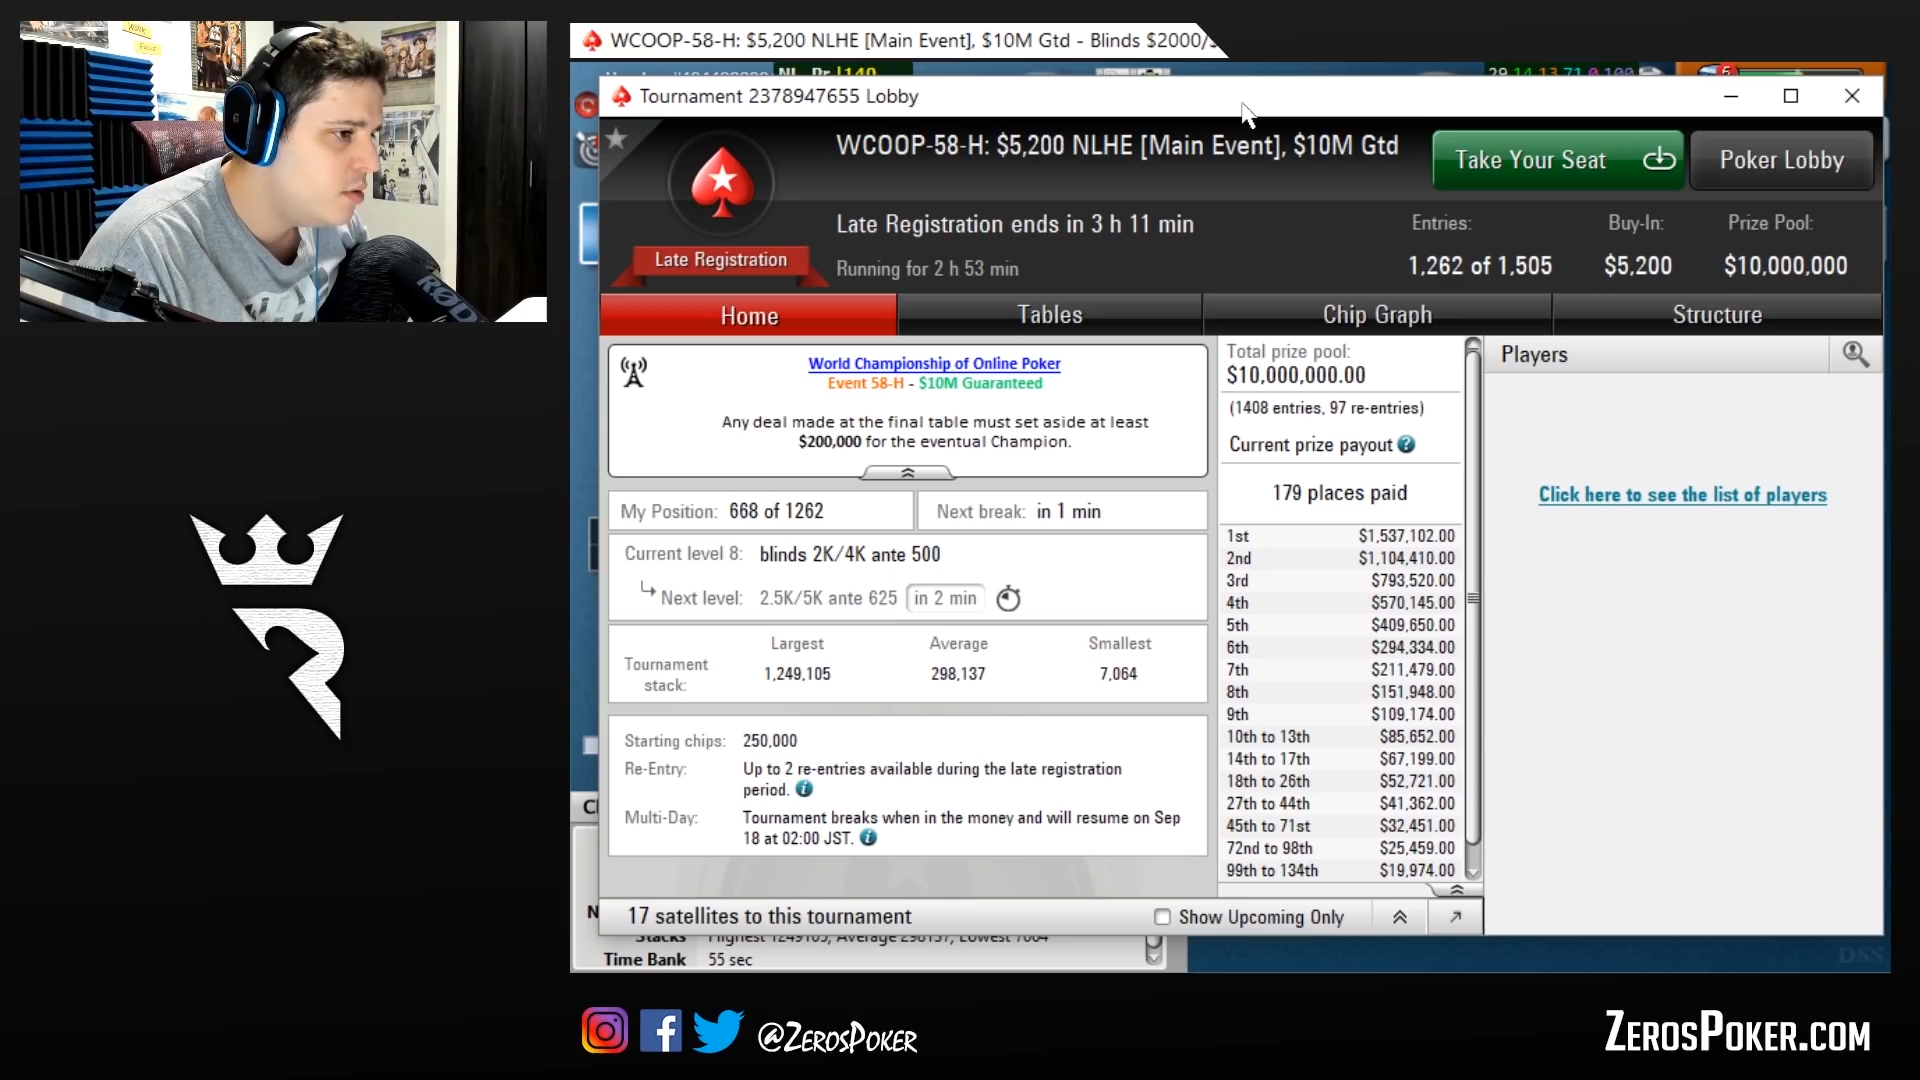 WORK
FOCUS
WCOOP-58-H: $5,200 NLHE [Main Event], $10M Gtd - Blinds $2000/
Tournament 2378947655 Lobby
WCOOP-58-H: $5,200 NLHE [Main Event], $10M Gtd
Take Your Seat
Poker Lobby
Late Registration ends in 3 h 11 min
Entries:
Buy-In:
Prize Pool:
Late Registration
Running for 2 h 53 min
1,262 of 1,505
$5,200
$10,000,000
Home
Tables
Chip Graph
Structure
World Championship of Online Poker
Event 58-H - $10M Guaranteed
Any deal made at the final table must set aside at least
$200,000 for the eventual Champion.
My Position: 668 of 1262
Next break: in 1 min
Current level 8: blinds 2K/4K ante 500
Next level: 2.5K/5K ante 625 in 2 min
Largest
Average
Smallest
Tournament
stack:
1,249,105
298,137
7,064
Starting chips: 250,000
Re-Entry: Up to 2 re-entries available during the late registration
period.
Multi-Day: Tournament breaks when in the money and will resume on Sep
18 at 02:00 JST.
Total prize pool:
$10,000,000.00
(1408 entries, 97 re-entries)
Current prize payout
179 places paid
1st $1,537,102.00
2nd $1,104,410.00
3rd $793,520.00
4th $570,145.00
5th $409,650.00
6th $294,334.00
7th $211,479.00
8th $151,948.00
9th $109,174.00
10th to 13th $85,652.00
14th to 17th $67,199.00
18th to 26th $52,721.00
27th to 44th $41,362.00
45th to 71st $32,451.00
72nd to 98th $25,459.00
99th to 134th $19,974.00
Players
Click here to see the list of players
17 satellites to this tournament
Show Upcoming Only
Stacks Highest 1249105, Average 298137, Lowest 7064
Time Bank 55 sec
DSS
RØDE
@ZerosPoker
ZerosPoker.com